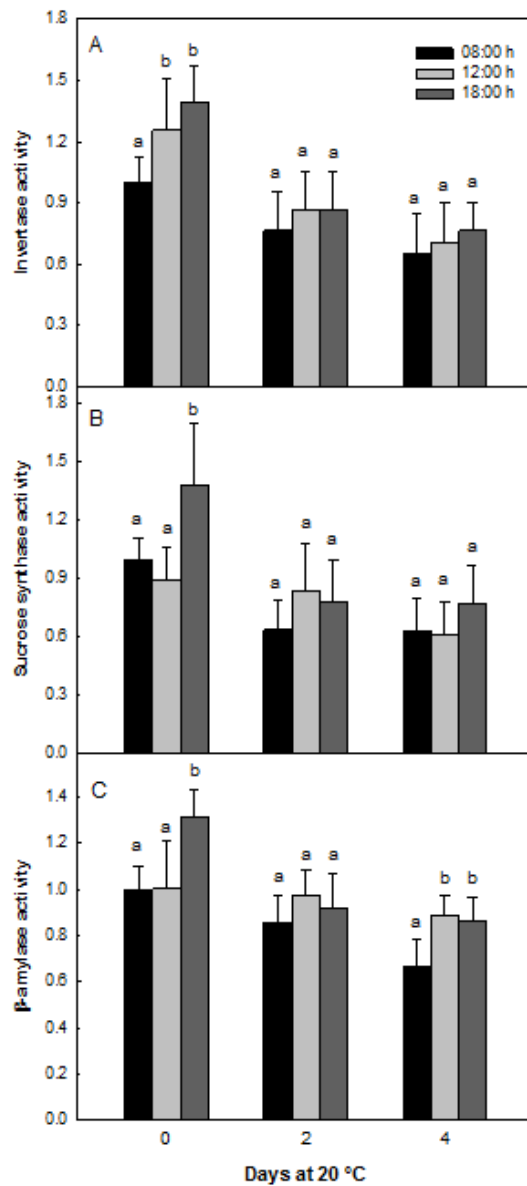 1.8
A
08:00 h
12:00 h
18:00 h
b
b
1.5
a
1.2
a
a
a
a
a
a
0.9
0.6
0.3
0.0
Invertase activity
1.8
B
b
1.5
a
a
a
a
a
a
a
a
1.2
0.9
0.6
0.3
0.0
Sucrose synthase activity
C
b
1.4
a
a
a
a
a
a
b
b
1.2
1.0
0.8
0.6
0.4
0.2
0.0
β-amylase activity
0 2 4
Days at 20 °C